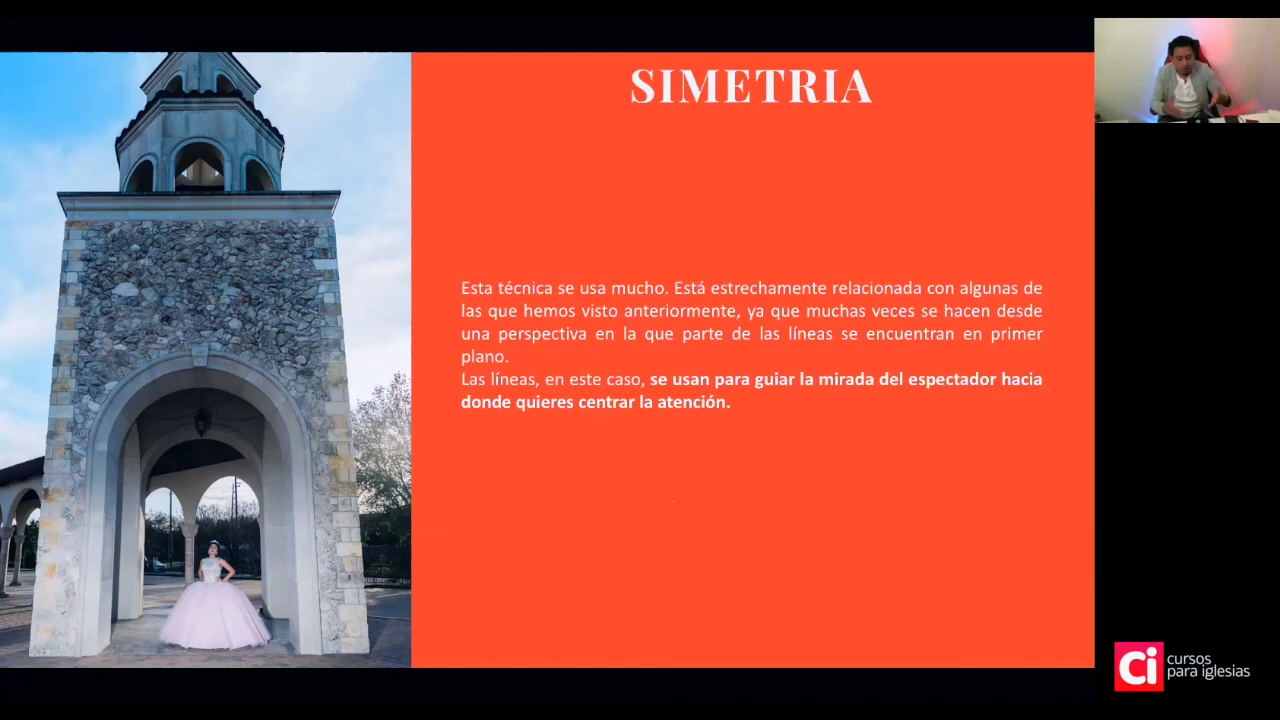 SIMETRIA
Esta técnica se usa mucho. Está estrechamente relacionada con algunas de
las que hemos visto anteriormente, ya que muchas veces se hacen desde
una perspectiva en la que parte de las líneas se encuentran en primer
plano.
Las líneas, en este caso, se usan para guiar la mirada del espectador hacia
donde quieres centrar la atención.
Ci cursos
para iglesias